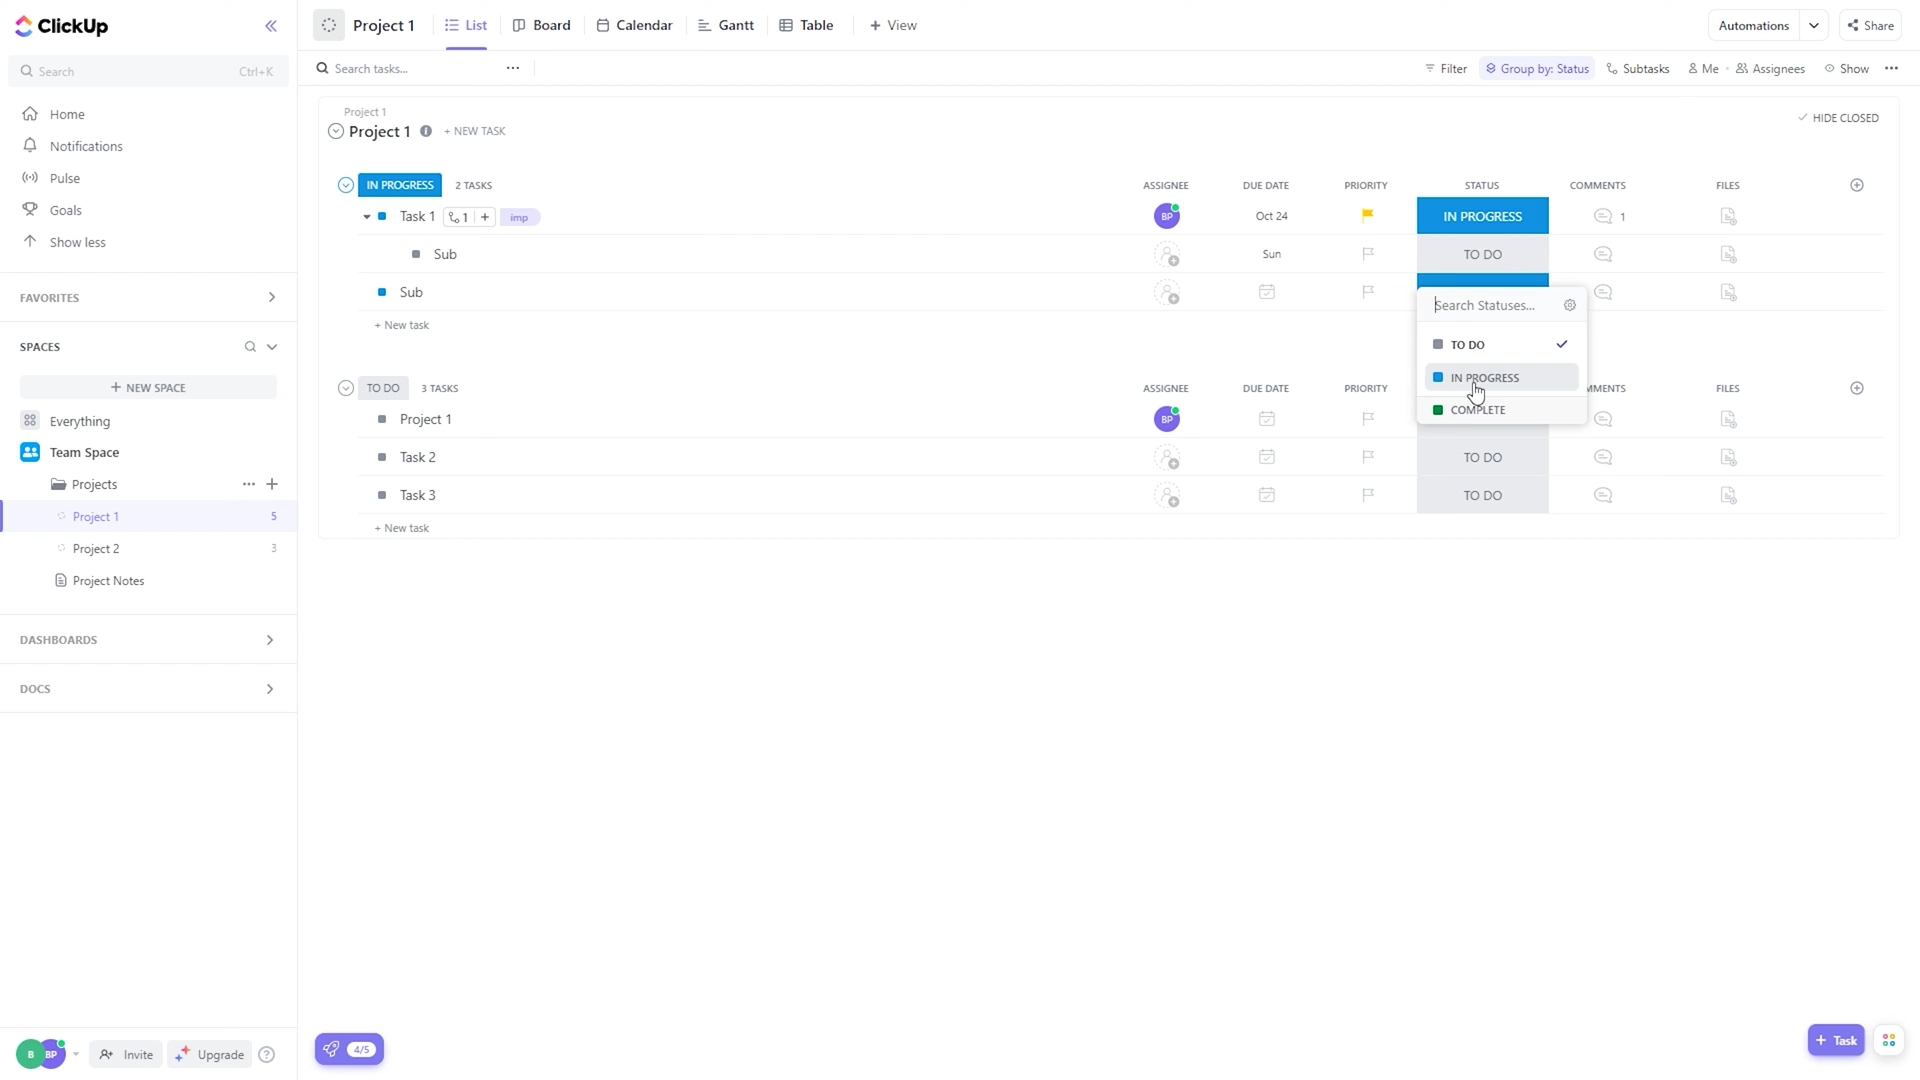 ClickUp
Search Ctrl+K
Home
Notifications
Pulse
Goals
Show less
FAVORITES
SPACES
+ NEW SPACE
Everything
Team Space
Projects
Project 1 5
Project 2 3
Project Notes
DASHBOARDS
DOCS
B BP Invite Upgrade ?
Project 1 List Board Calendar Gantt Table + View Automations Share
Search tasks... Filter Group by: Status Subtasks Me Assignees Show
Project 1
Project 1 + NEW TASK HIDE CLOSED
IN PROGRESS 2 TASKS ASSIGNEE DUE DATE PRIORITY STATUS COMMENTS FILES
Task 1 1 + imp BP Oct 24 IN PROGRESS 1
Sub Sun TO DO
Sub
+ New task
Search Statuses...
TO DO
IN PROGRESS
COMPLETE
TO DO 3 TASKS ASSIGNEE DUE DATE PRIORITY MMENTS FILES
Project 1 BP
Task 2 TO DO
Task 3 TO DO
+ New task
4/5
+ Task